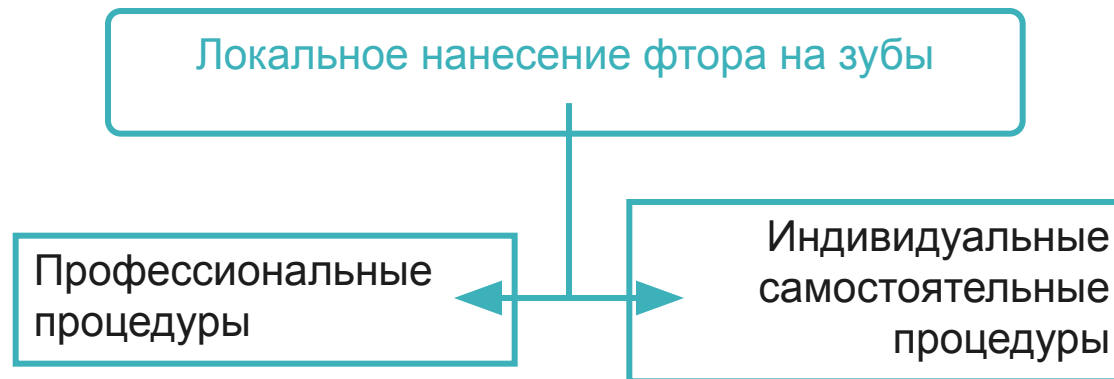 Локальное нанесение фтора на зубы
Профессиональные
процедуры
Индивидуальные
самостоятельные
процедуры